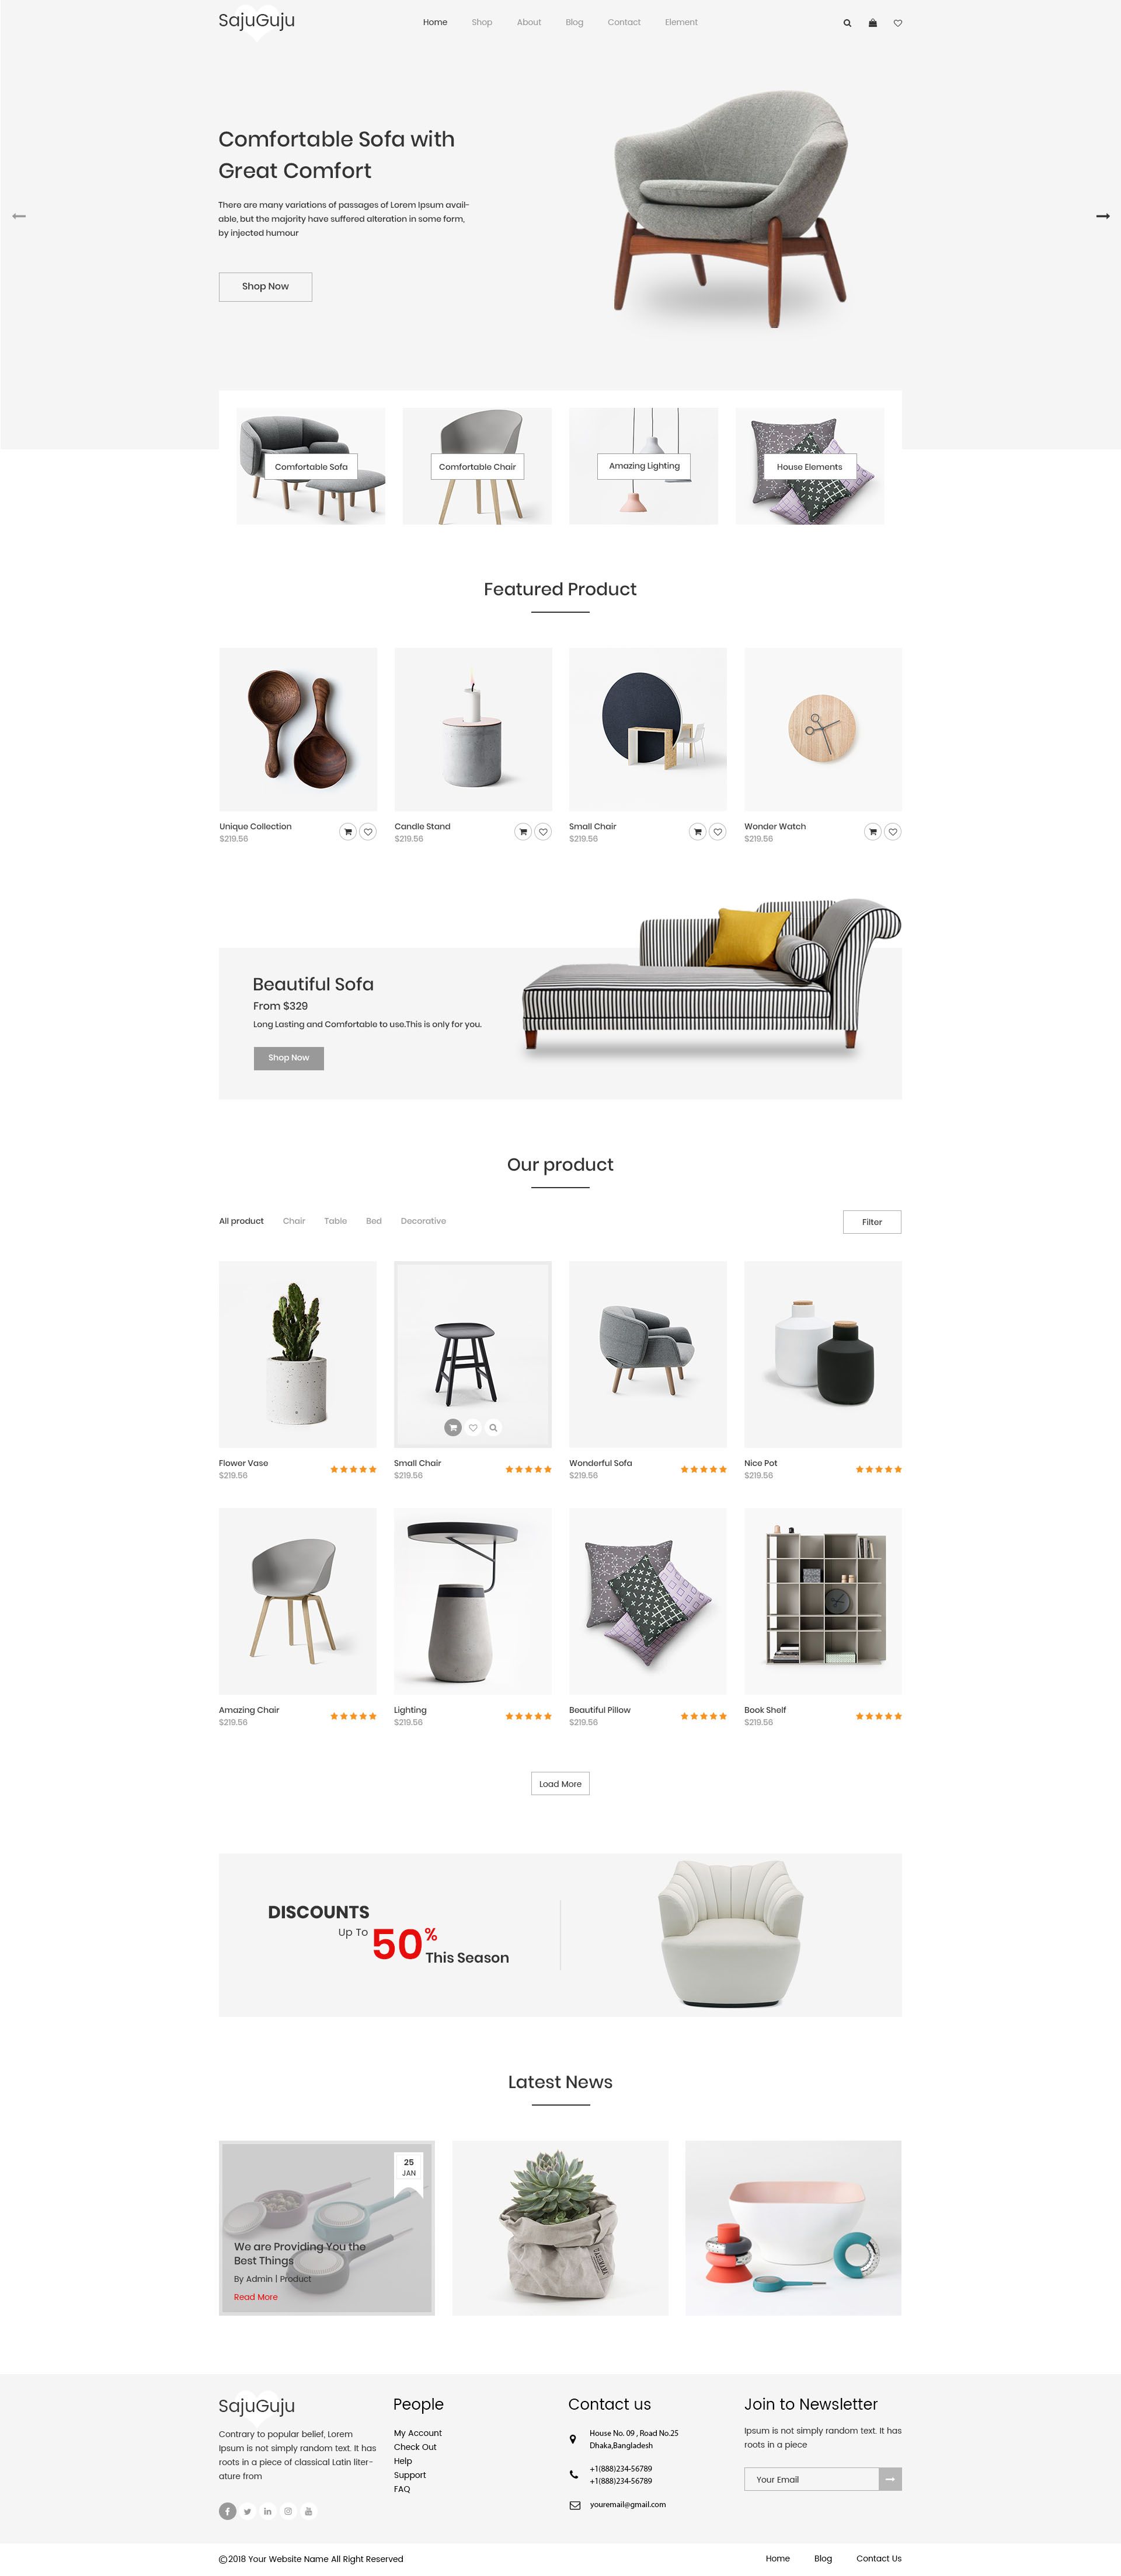 SajuGuju
Home Shop About Blog Contact Element
Comfortable Sofa with
Great Comfort
There are many variations of passages of Lorem Ipsum avail-
able, but the majority have suffered alteration in some form,
by injected humour
Shop Now
Comfortable Sofa
Comfortable Chair
Amazing Lighting
House Elements
Featured Product
Unique Collection
$219.56
Candle Stand
$219.56
Small Chair
$219.56
Wonder Watch
$219.56
Beautiful Sofa
From $329
Long Lasting and Comfortable to use.This is only for you.
Shop Now
Our product
All product Chair Table Bed Decorative
Filter
Flower Vase
$219.56
Small Chair
$219.56
Wonderful Sofa
$219.56
Nice Pot
$219.56
Amazing Chair
$219.56
Lighting
$219.56
Beautiful Pillow
$219.56
Book Shelf
$219.56
Load More
DISCOUNTS
Up To 50%
This Season
Latest News
25
JAN
We are Providing You the
Best Things
By Admin | Product
Read More
SajuGuju
Contrary to popular belief, Lorem
Ipsum is not simply random text. It has
roots in a piece of classical Latin liter-
ature from
People
My Account
Check Out
Help
Support
FAQ
Contact us
House No. 09 , Road No.25
Dhaka,Bangladesh
+1(888)234-56789
+1(888)234-56789
youremail@gmail.com
Join to Newsletter
Ipsum is not simply random text. It has
roots in a piece
Your Email
©2018 Your Website Name All Right Reserved
Home Blog Contact Us